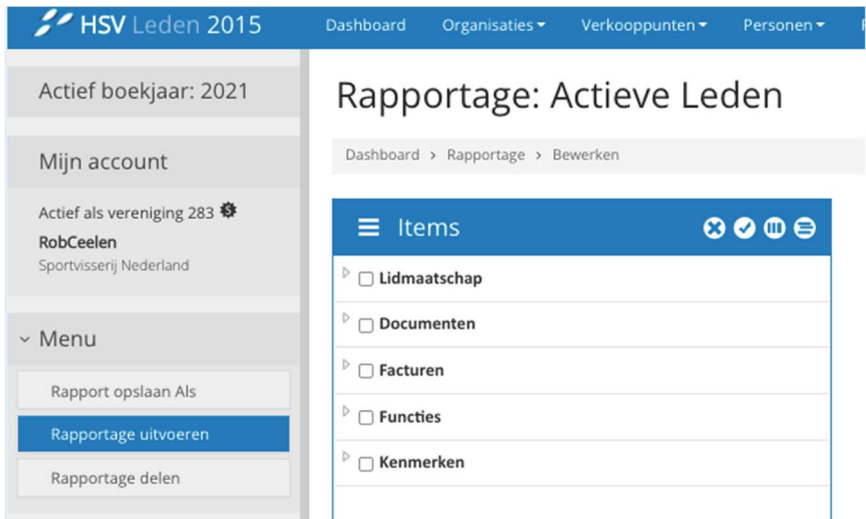 HSV Leden 2015
Dashboard Organisaties Verkooppunten Personen
Actief boekjaar: 2021
Mijn account
Actief als vereniging 283
RobCeelen
Sportvisserij Nederland
Menu
Rapport opslaan Als
Rapportage uitvoeren
Rapportage delen
Rapportage: Actieve Leden
Dashboard > Rapportage > Bewerken
Items
Lidmaatschap
Documenten
Facturen
Functies
Kenmerken